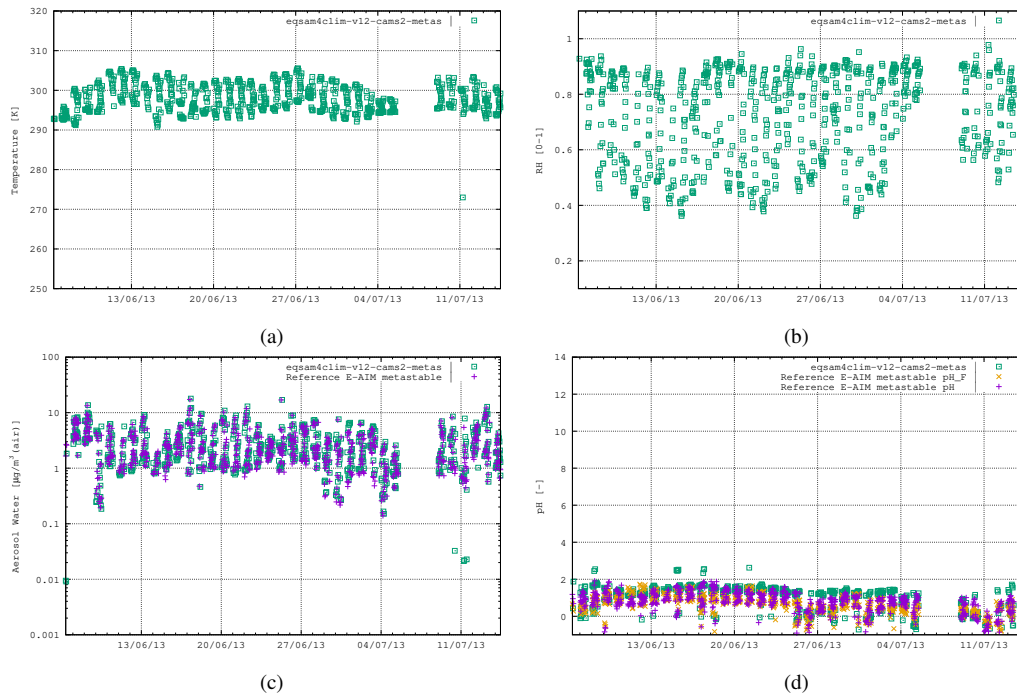 320
310
300
290
280
270
260
250
Temperature [K]
eqsam4clim-v12-cams2-metas
13/06/13 20/06/13 27/06/13 04/07/13 11/07/13
(a)
1
0.8
0.6
0.4
0.2
RH [0-1]
eqsam4clim-v12-cams2-metas
13/06/13 20/06/13 27/06/13 04/07/13 11/07/13
(b)
100
10
1
0.1
0.01
0.001
Aerosol Water [µg/m³(air)]
eqsam4clim-v12-cams2-metas
Reference E-AIM metastable
13/06/13 20/06/13 27/06/13 04/07/13 11/07/13
(c)
14
12
10
8
6
4
2
0
pH [-]
eqsam4clim-v12-cams2-metas
Reference E-AIM metastable pH_F
Reference E-AIM metastable pH
13/06/13 20/06/13 27/06/13 04/07/13 11/07/13
(d)